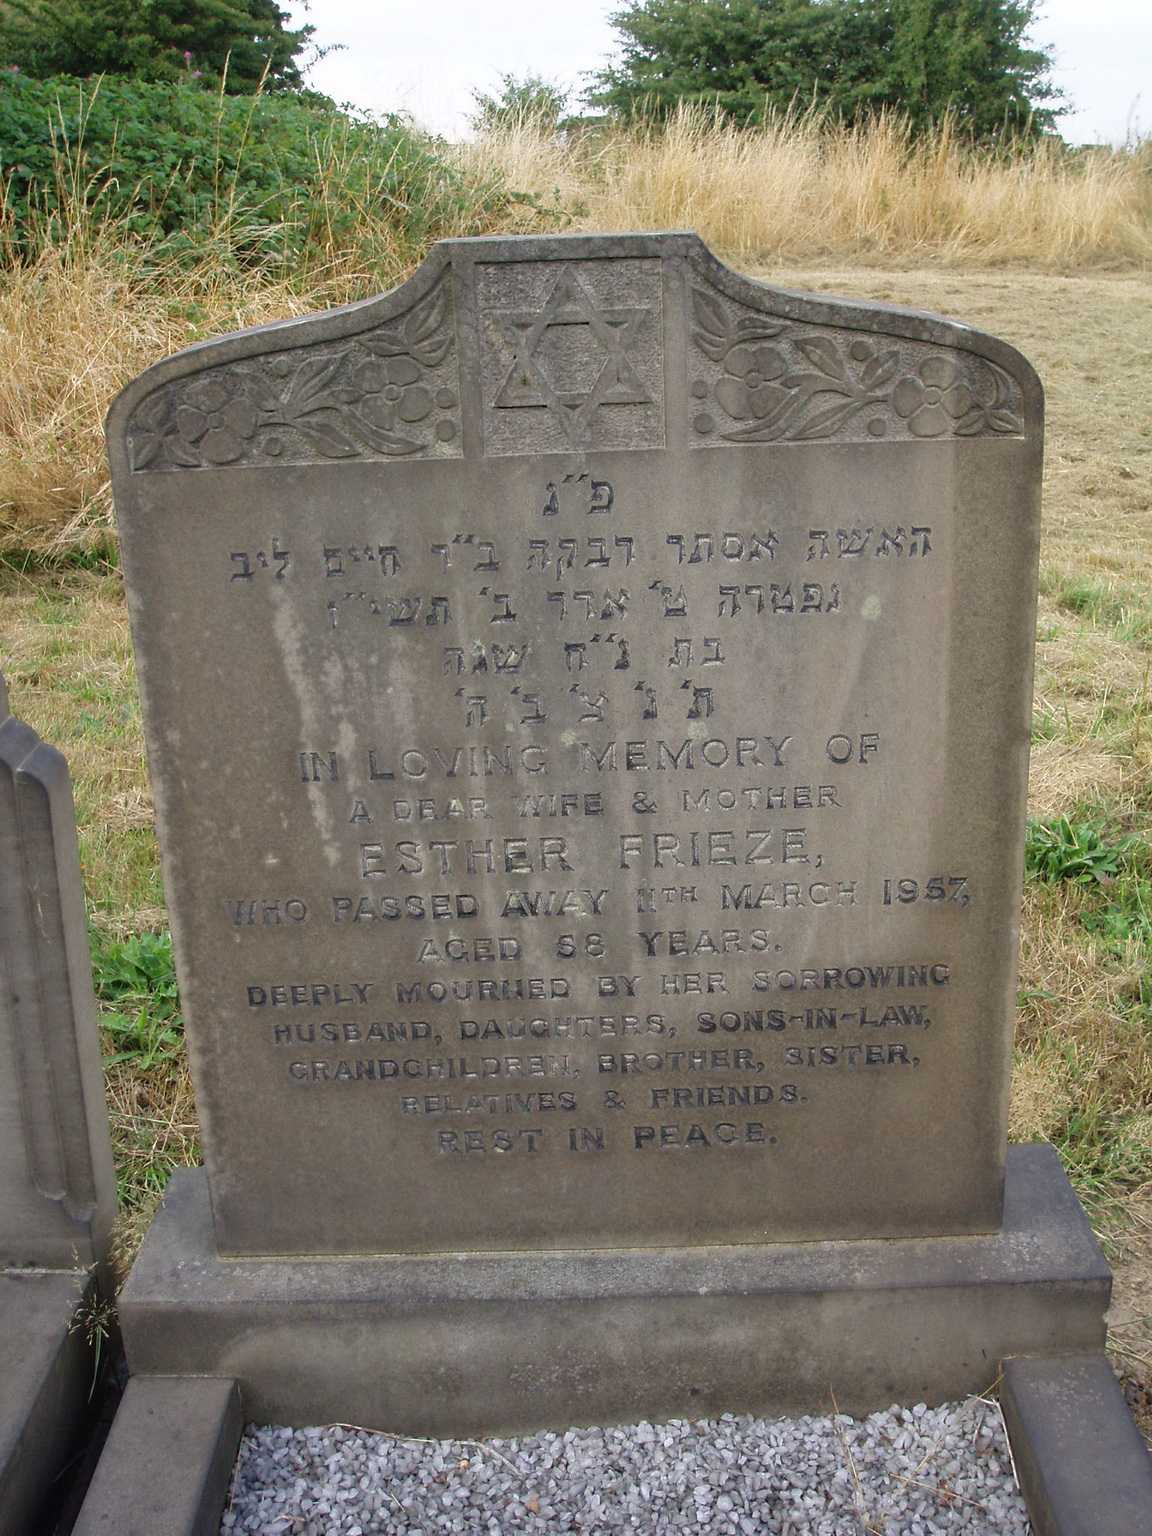 פ״נ
האשה אסתר רבקה ב״ר חיים ליב
נפטרה ט׳ אדר ב׳ תשי״ז
בת נ״ח שנה
ת׳ נ׳ צ׳ ב׳ ה׳
IN LOVING MEMORY OF
A DEAR WIFE & MOTHER
ESTHER FRIEZE,
WHO PASSED AWAY 11TH MARCH 1957,
AGED 58 YEARS.
DEEPLY MOURNED BY HER SORROWING
HUSBAND, DAUGHTERS, SONS-IN-LAW,
GRANDCHILDREN, BROTHER, SISTER,
RELATIVES & FRIENDS.
REST IN PEACE.